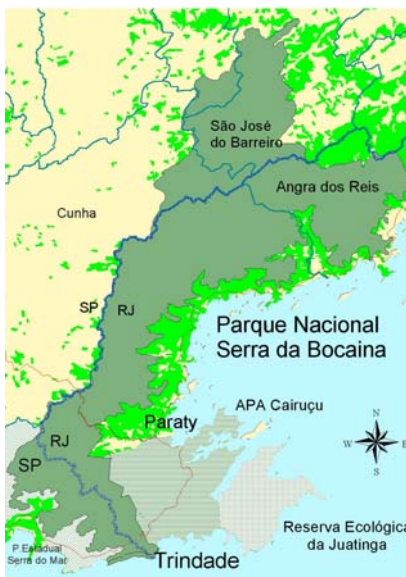 São José
do Barreiro
Angra dos Reis
Cunha
SP
RJ
Parque Nacional
Serra da Bocaina
Paraty
APA Cairuçu
N
W
E
S
RJ
SP
Reserva Ecológica
da Juatinga
P.Estadual
Serra do Mar
Trindade